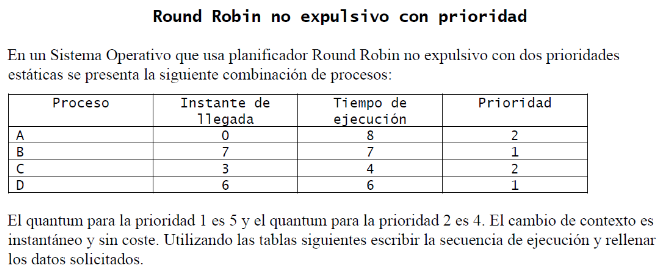 Round Robin no expulsivo con prioridad
En un Sistema Operativo que usa planificador Round Robin no expulsivo con dos prioridades
estáticas se presenta la siguiente combinación de procesos:
Proceso Instante de llegada Tiempo de ejecución Prioridad
A 0 8 2
B 7 7 1
C 3 4 2
D 6 6 1
El quantum para la prioridad 1 es 5 y el quantum para la prioridad 2 es 4. El cambio de contexto es
instantáneo y sin coste. Utilizando las tablas siguientes escribir la secuencia de ejecución y rellenar
los datos solicitados.